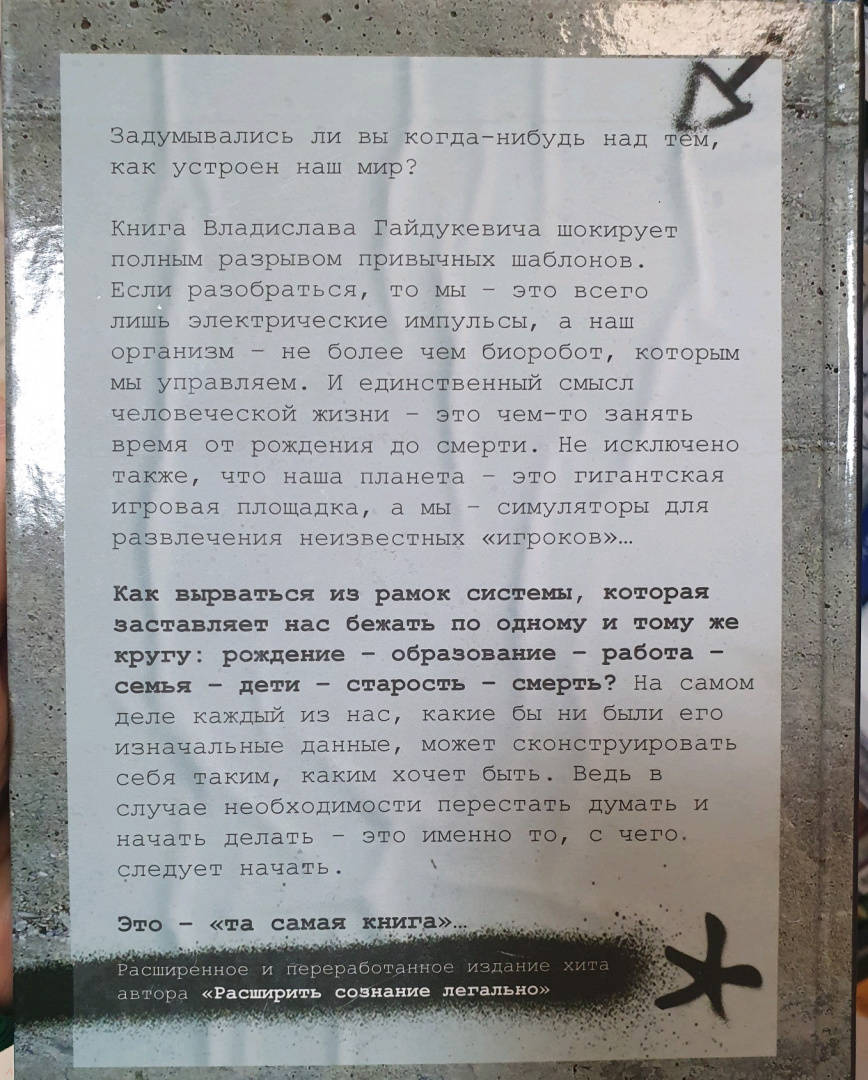 Задумывались ли вы когда-нибудь над тем,
как устроен наш мир?
Книга Владислава Гайдукевича шокирует
полным разрывом привычных шаблонов.
Если разобраться, то мы - это всего
лишь электрические импульсы, а наш
организм - не более чем биоробот, которым
мы управляем. И единственный смысл
человеческой жизни - это чем-то занять
время от рождения до смерти. Не исключено
также, что наша планета - это гигантская
игровая площадка, а мы - симуляторы для
развлечения неизвестных «игроков»…
Как вырваться из рамок системы, которая
заставляет нас бежать по одному и тому же
кругу: рождение - образование - работа -
семья - дети - старость - смерть? На самом
деле каждый из нас, какие бы ни были его
изначальные данные, может сконструировать
себя таким, каким хочет быть. Ведь в
случае необходимости перестать думать и
начать делать - это именно то, с чего
следует начать.
Это - «та самая книга»…
Расширенное и переработанное издание хита
автора «Расширить сознание легально»